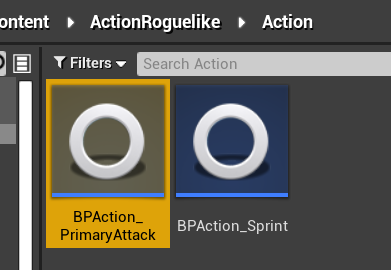 ontent ActionRoguelike Action
Filters Search Action
BPAction_
PrimaryAttack
BPAction_Sprint